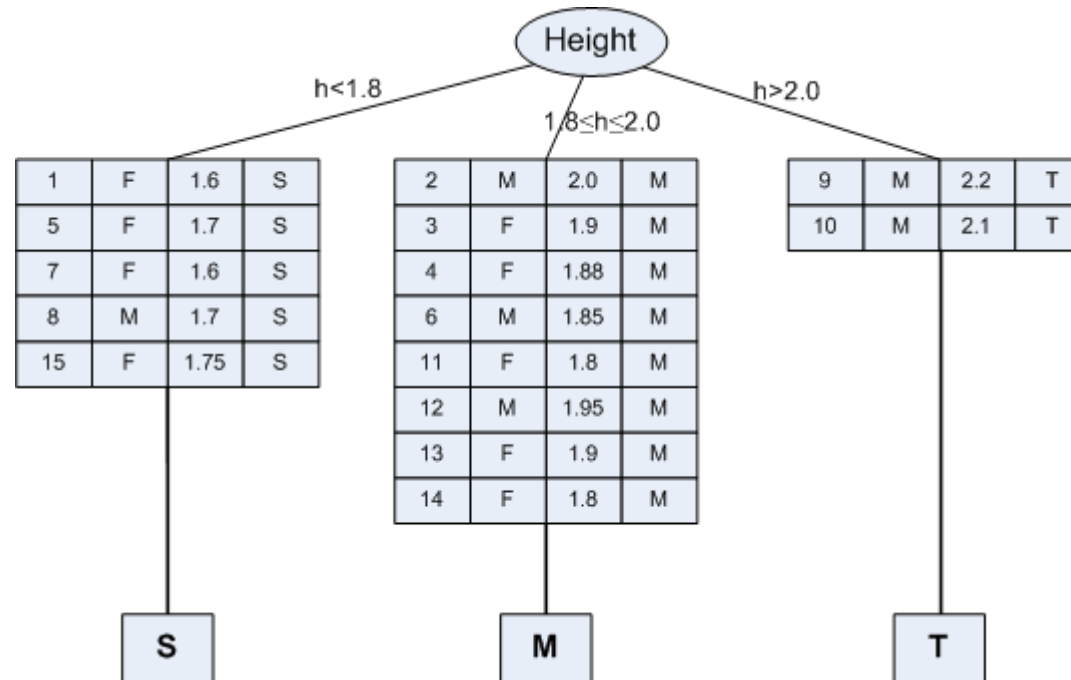 Height
h<1.8
1.8≤h≤2.0
h>2.0
1 F 1.6 S
5 F 1.7 S
7 F 1.6 S
8 M 1.7 S
15 F 1.75 S
2 M 2.0 M
3 F 1.9 M
4 F 1.88 M
6 M 1.85 M
11 F 1.8 M
12 M 1.95 M
13 F 1.9 M
14 F 1.8 M
9 M 2.2 T
10 M 2.1 T
S
M
T